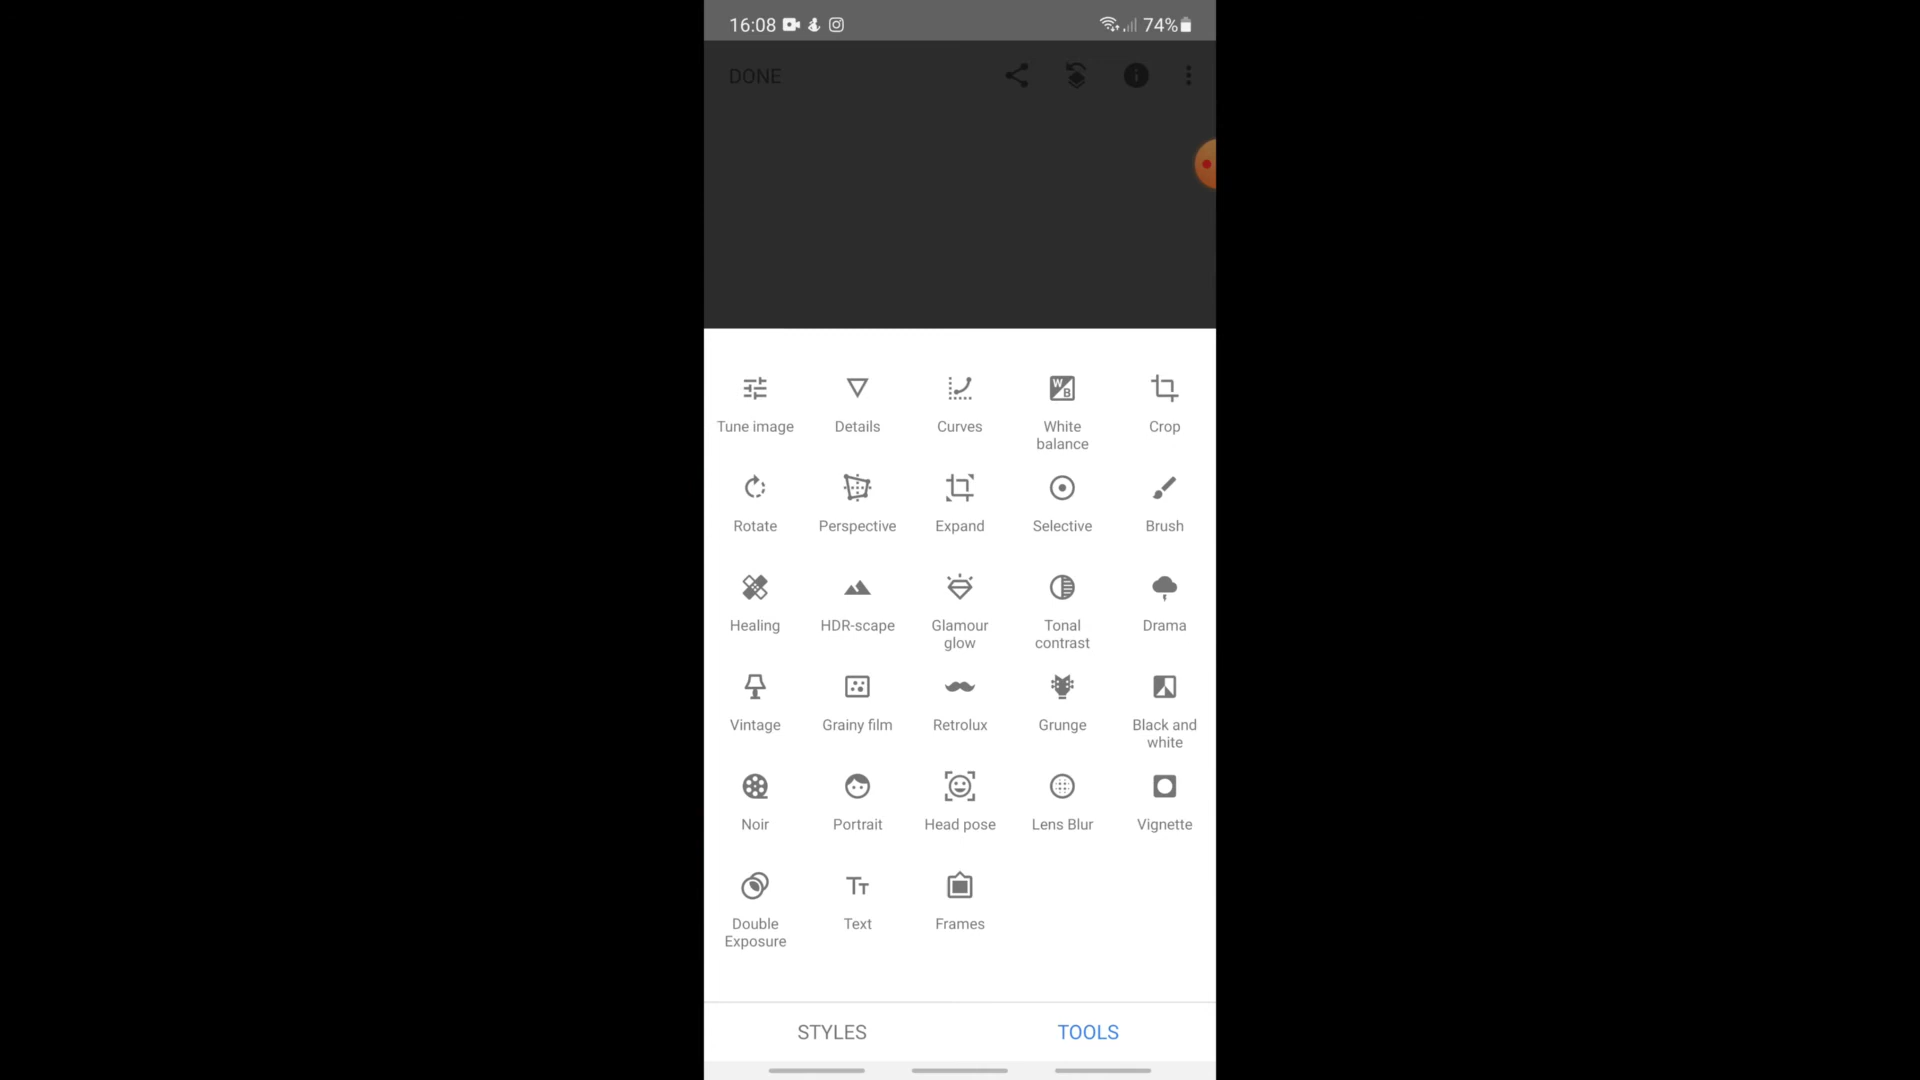 16:08
74%
DONE
Tune image
Details
Curves
White
balance
Crop
Rotate
Perspective
Expand
Selective
Brush
Healing
HDR-scape
Glamour
glow
Tonal
contrast
Drama
Vintage
Grainy film
Retrolux
Grunge
Black and
white
Noir
Portrait
Head pose
Lens Blur
Vignette
Double
Exposure
Text
Frames
STYLES
TOOLS